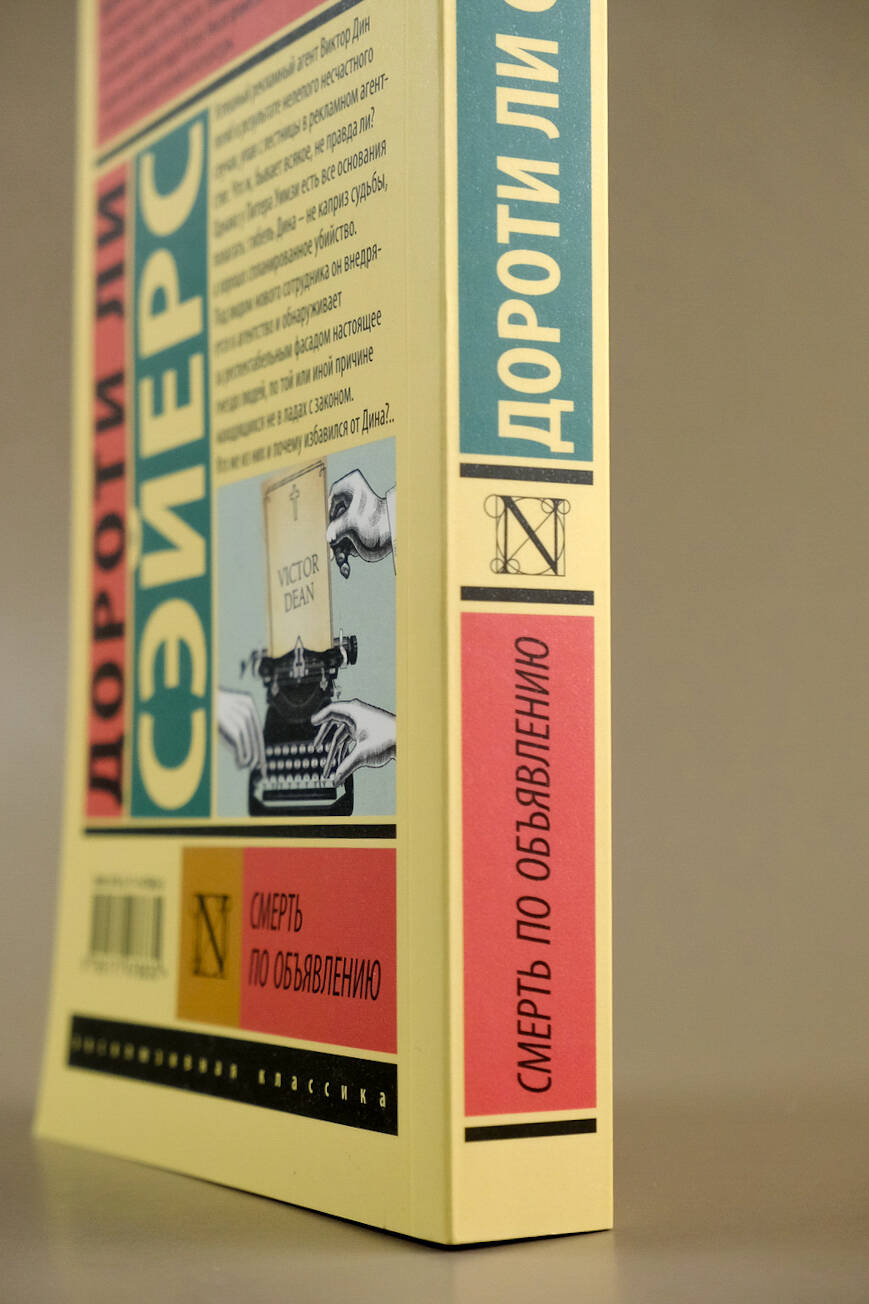 ДОРОТИ ЛИ
СЭЙЕРС
Успешный рекламный агент Виктор Дин
погиб в результате нелепого несчастного
случая, упав с лестницы в рекламном агент-
стве. Что ж, бывает всякое, не правда ли?
Однако у Питера Уимзи есть все основания
полагать: гибель Дина – не каприз судьбы,
а хорошо спланированное убийство.
Под видом нового сотрудника он внедря-
ется в агентство и обнаруживает
за респектабельным фасадом настоящее
гнездо людей, по той или иной причине
находящихся не в ладах с законом.
Кто же из них и почему избавился от Дина?..
VICTOR
DEAN
N
СМЕРТЬ
ПО ОБЪЯВЛЕНИЮ
эксклюзивная классика
ДОРОТИ ЛИ
N
СМЕРТЬ ПО ОБЪЯВЛЕНИЮ